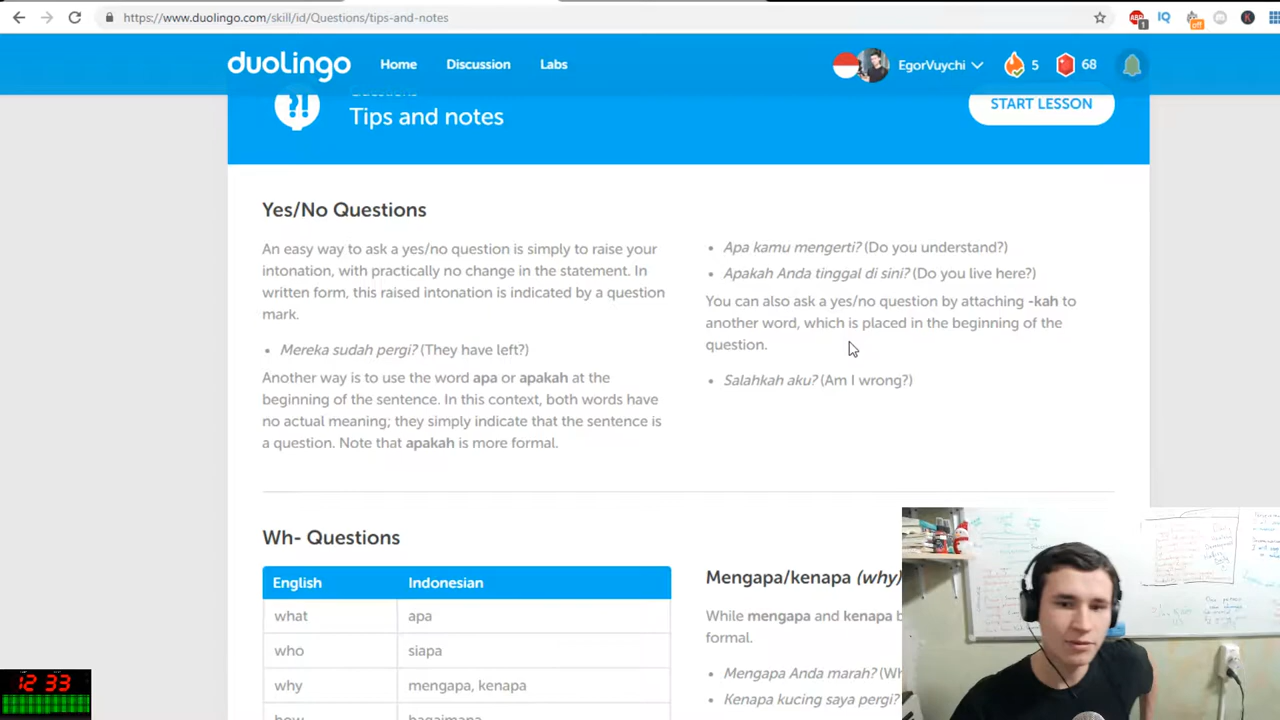 https://www.duolingo.com/skill/id/Questions/tips-and-notes
duolingo
Home
Discussion
Labs
EgorVuychi
5
68
Tips and notes
START LESSON
Yes/No Questions
An easy way to ask a yes/no question is simply to raise your
intonation, with practically no change in the statement. In
written form, this raised intonation is indicated by a question
mark.
• Mereka sudah pergi? (They have left?)
Another way is to use the word apa or apakah at the
beginning of the sentence. In this context, both words have
no actual meaning; they simply indicate that the sentence is
a question. Note that apakah is more formal.
• Apa kamu mengerti? (Do you understand?)
• Apakah Anda tinggal di sini? (Do you live here?)
You can also ask a yes/no question by attaching -kah to
another word, which is placed in the beginning of the
question.
• Salahkah aku? (Am I wrong?)
Wh- Questions
English Indonesian
what apa
who siapa
why mengapa, kenapa
how bagaimana
Mengapa/kenapa (why)
While mengapa and kenapa
formal.
• Mengapa Anda marah?
• Kenapa kucing saya pergi?
12 33